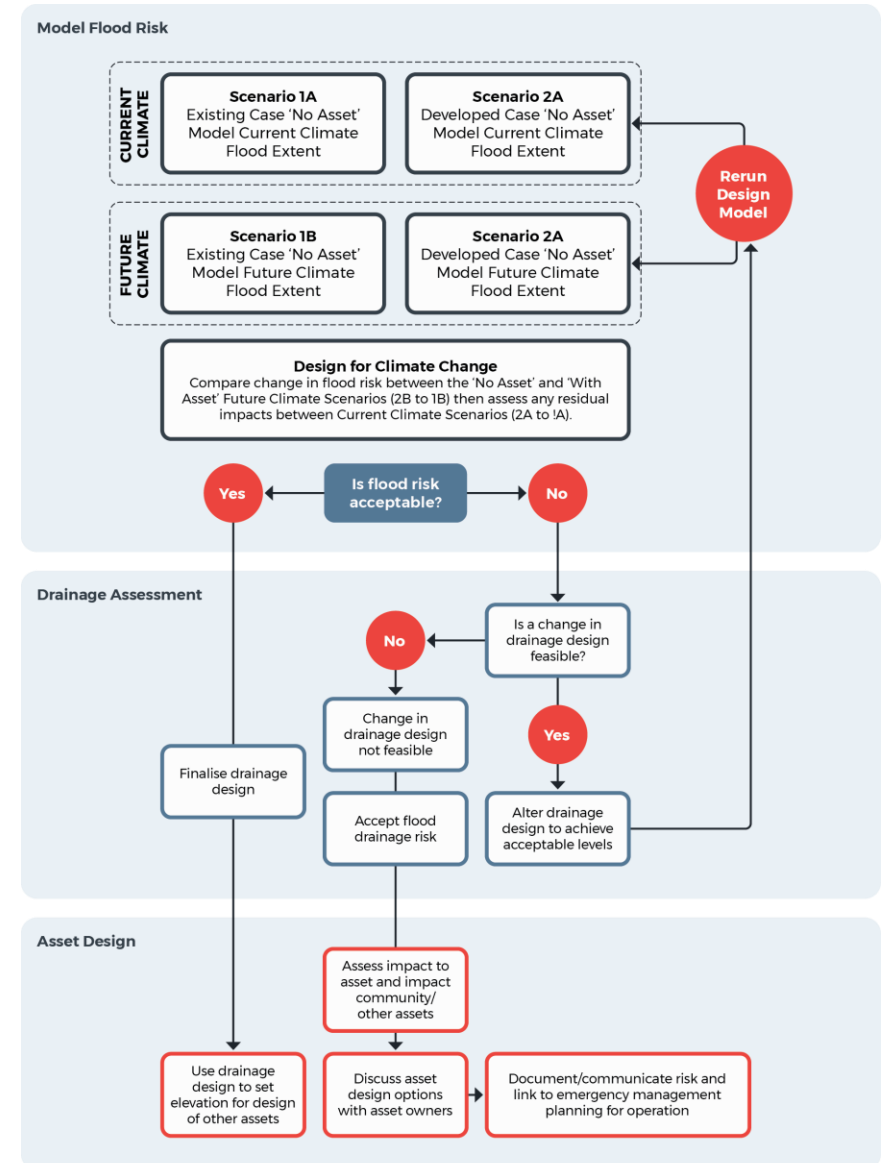 Model Flood Risk
CURRENT
CLIMATE
Scenario 1A
Existing Case ‘No Asset’
Model Current Climate
Flood Extent
Scenario 2A
Developed Case ‘No Asset’
Model Current Climate
Flood Extent
Rerun
Design
Model
FUTURE
CLIMATE
Scenario 1B
Existing Case ‘No Asset’
Model Future Climate
Flood Extent
Scenario 2A
Developed Case ‘No Asset’
Model Future Climate
Flood Extent
Design for Climate Change
Compare change in flood risk between the ‘No Asset’ and ‘With
Asset’ Future Climate Scenarios (2B to 1B) then assess any residual
impacts between Current Climate Scenarios (2A to !A).
Yes
Is flood risk
acceptable?
No
Drainage Assessment
Is a change in
drainage design
feasible?
No
Change in
drainage design
not feasible
Yes
Finalise drainage
design
Accept flood
drainage risk
Alter drainage
design to achieve
acceptable levels
Asset Design
Assess impact to
asset and impact
community/
other assets
Use drainage
design to set
elevation for design
of other assets
Discuss asset
design options
with asset owners
Document/communicate risk and
link to emergency management
planning for operation